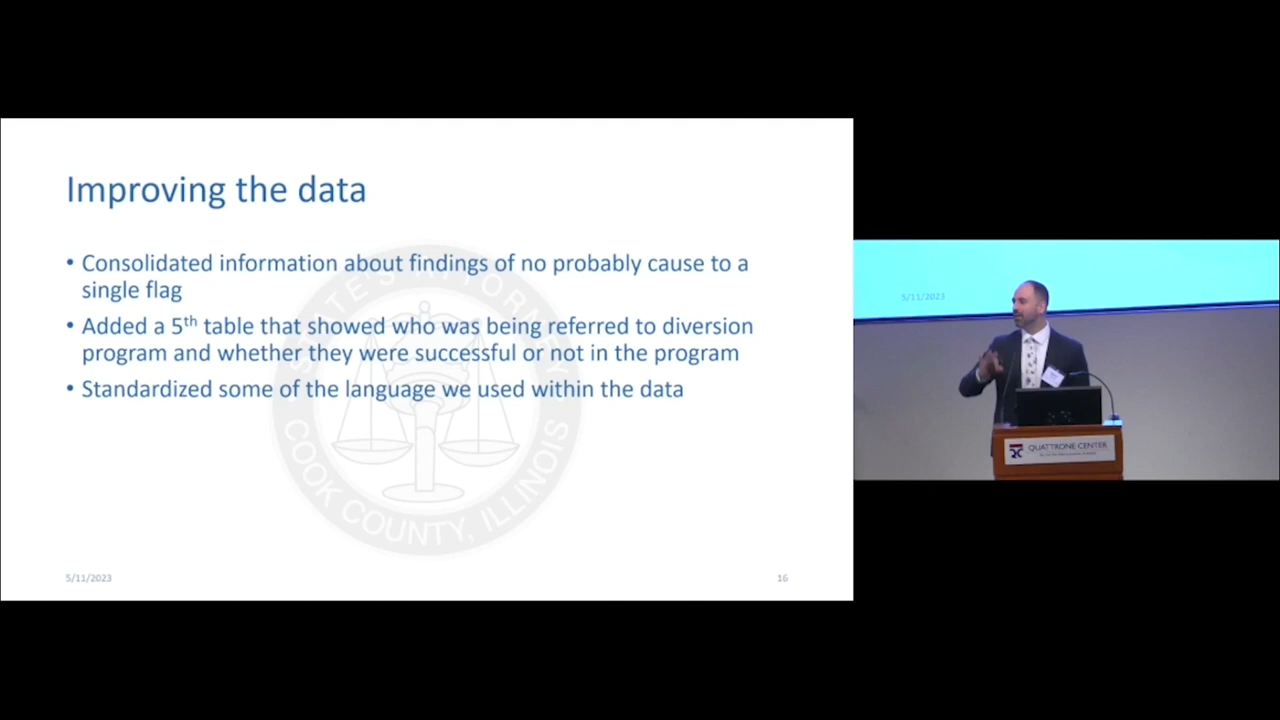 Improving the data
• Consolidated information about findings of no probably cause to a
single flag
• Added a 5th table that showed who was being referred to diversion
program and whether they were successful or not in the program
• Standardized some of the language we used within the data
STATE'S ATTORNEY
COOK COUNTY, ILLINOIS
5/11/2023
16
5/11/2023
QUATTRONE CENTER